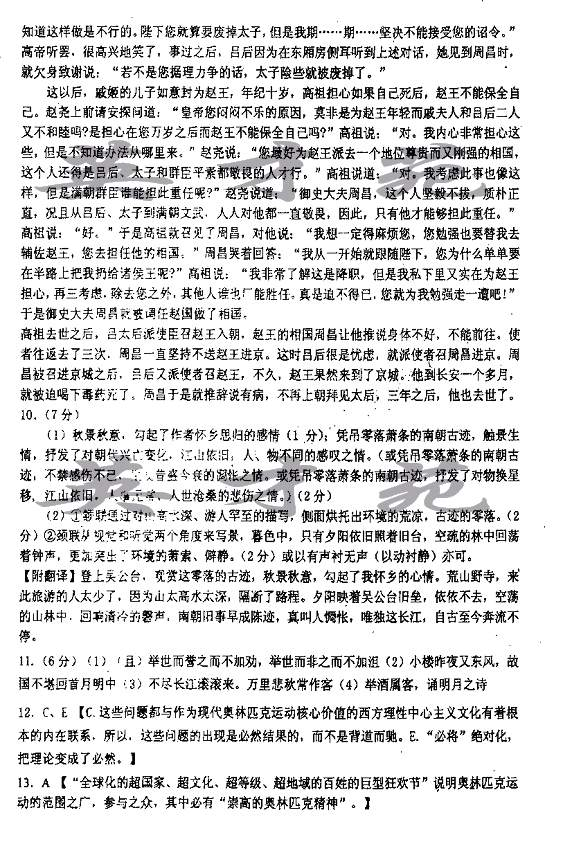 知道这样做是不行的。陛下您就算要废掉太子，但是我期……期……坚决不能接受您的诏令。”
高帝听罢，很高兴地笑了，事过之后，吕后因为在东厢房侧耳听到上述对话，她见到周昌时，
就欠身致谢说：“若不是您据理力争的话，太子险些就被废掉了。”
这以后，戚姬的儿子如意封为赵王，年纪十岁，高祖担心如果自己死后，赵王不能保全自
己。赵尧上前请安探问道：“皇帝您闷闷不乐的原因，莫非是为赵王年轻而戚夫人和吕后二人
又不和睦吗?是担心在您万岁之后而赵王不能保全自己吗?”高祖说：“对。我内心非常担心这
些，但是不知道办法从哪里来。”赵尧说：“您最好为赵王派去一个地位尊贵而又刚强的相国，
这个人还得是吕后、太子和群臣平素都敬畏的人才行。”高祖说道：“对。我考虑此事也像这
样，但是满朝群臣谁能担此重任呢?”赵尧说道：“御史大夫周昌，这个人坚毅不拔，质朴正
直，况且从吕后、太子到满朝文武，人人对他都一直敬畏，因此，只有他才能够担此重任。”
高祖说：“好。”于是高祖就召见了周昌，对他说：“我想一定得麻烦您，您勉强也要替我去
辅佐赵王，您去担任他的相国。”周昌哭着回答：“我从一开始就跟随陛下，您为什么单单要
在半路上把我扔给诸侯王呢?”高祖说：“我非常了解这是降职，但是我私下里又实在为赵王
担心，再三考虑，除去您之外，其他人谁也不能胜任。真是迫不得已，您就为我勉强走一遭吧!”
于是御史大夫周昌就被调任赵国做了相国。
高祖去世之后，吕太后派使臣召赵王入朝，赵王的相国周昌让他推说身体不好，不能前往。使
者往返去了三次，周昌一直坚持不送赵王进京。这时吕后很是忧虑，就派使者召周昌进京。周
昌被召进京城之后，吕后又派使者召赵王，不久，赵王果然来到了京城。他到长安一个多月，
就被迫喝下毒药死了。周昌于是就推辞说有病，不再上朝拜见太后，三年之后，他也去世了。
10.（7 分）
（1）秋景秋意，勾起了作者怀乡思归的感情（1 分）；凭吊零落萧条的南朝古迹，触景生
情，抒发了对朝代兴亡变化，江山依旧，人、物不同的感叹之情。（或凭吊零落萧条的南朝古
迹，不禁感伤不已，昔盛今衰的惆怅之情。或凭吊零落萧条的南朝古迹，抒发了对物换星
移，江山依旧，人世沧桑的悲伤之情。）（2 分）
（2）①颔联通过对山高水深、游人罕至的描写，侧面烘托出环境的荒凉，古迹的零落。（2
分）②颈联从视觉和听觉两个角度来写景，暮色中，只有夕阳依旧照着旧台，空疏的林中回荡
着钟声，更加突出了环境的萧索、僻静。（2 分）或以有声衬无声（以动衬静）亦可。
【附翻译】登上吴公台，观赏这零落的古迹，秋景秋意，勾起了我怀乡的心情。荒山野寺，来
此旅游的人太少了，因为山太高水太深，隔断了路程。夕阳映着吴公台旧垒，依依不去，空荡
的山林中，回响清冷的磬声，南朝旧事早成陈迹，真叫人惆怅，唯独这长江，自古至今奔流不
停。
11.（6 分）（1）（且）举世而誉之而不加劝，举世而非之而不加沮（2）小楼昨夜又东风，故
国不堪回首月明中（3）不尽长江滚滚来。万里悲秋常作客（4）举酒属客，诵明月之诗
12. C、E【C.这些问题都与作为现代奥林匹克运动核心价值的西方理性中心主义文化有着根
本的内在联系，所以，这些问题的出现是必然结果的，而不是背道而驰。E.“必将”绝对化，
把理论变成了必然。】
13. A【“全球化的超国家、超文化、超等级、超地域的百姓的巨型狂欢节”说明奥林匹克运
动的范围之广，参与之众，其中必有“崇高的奥林匹克精神”。】